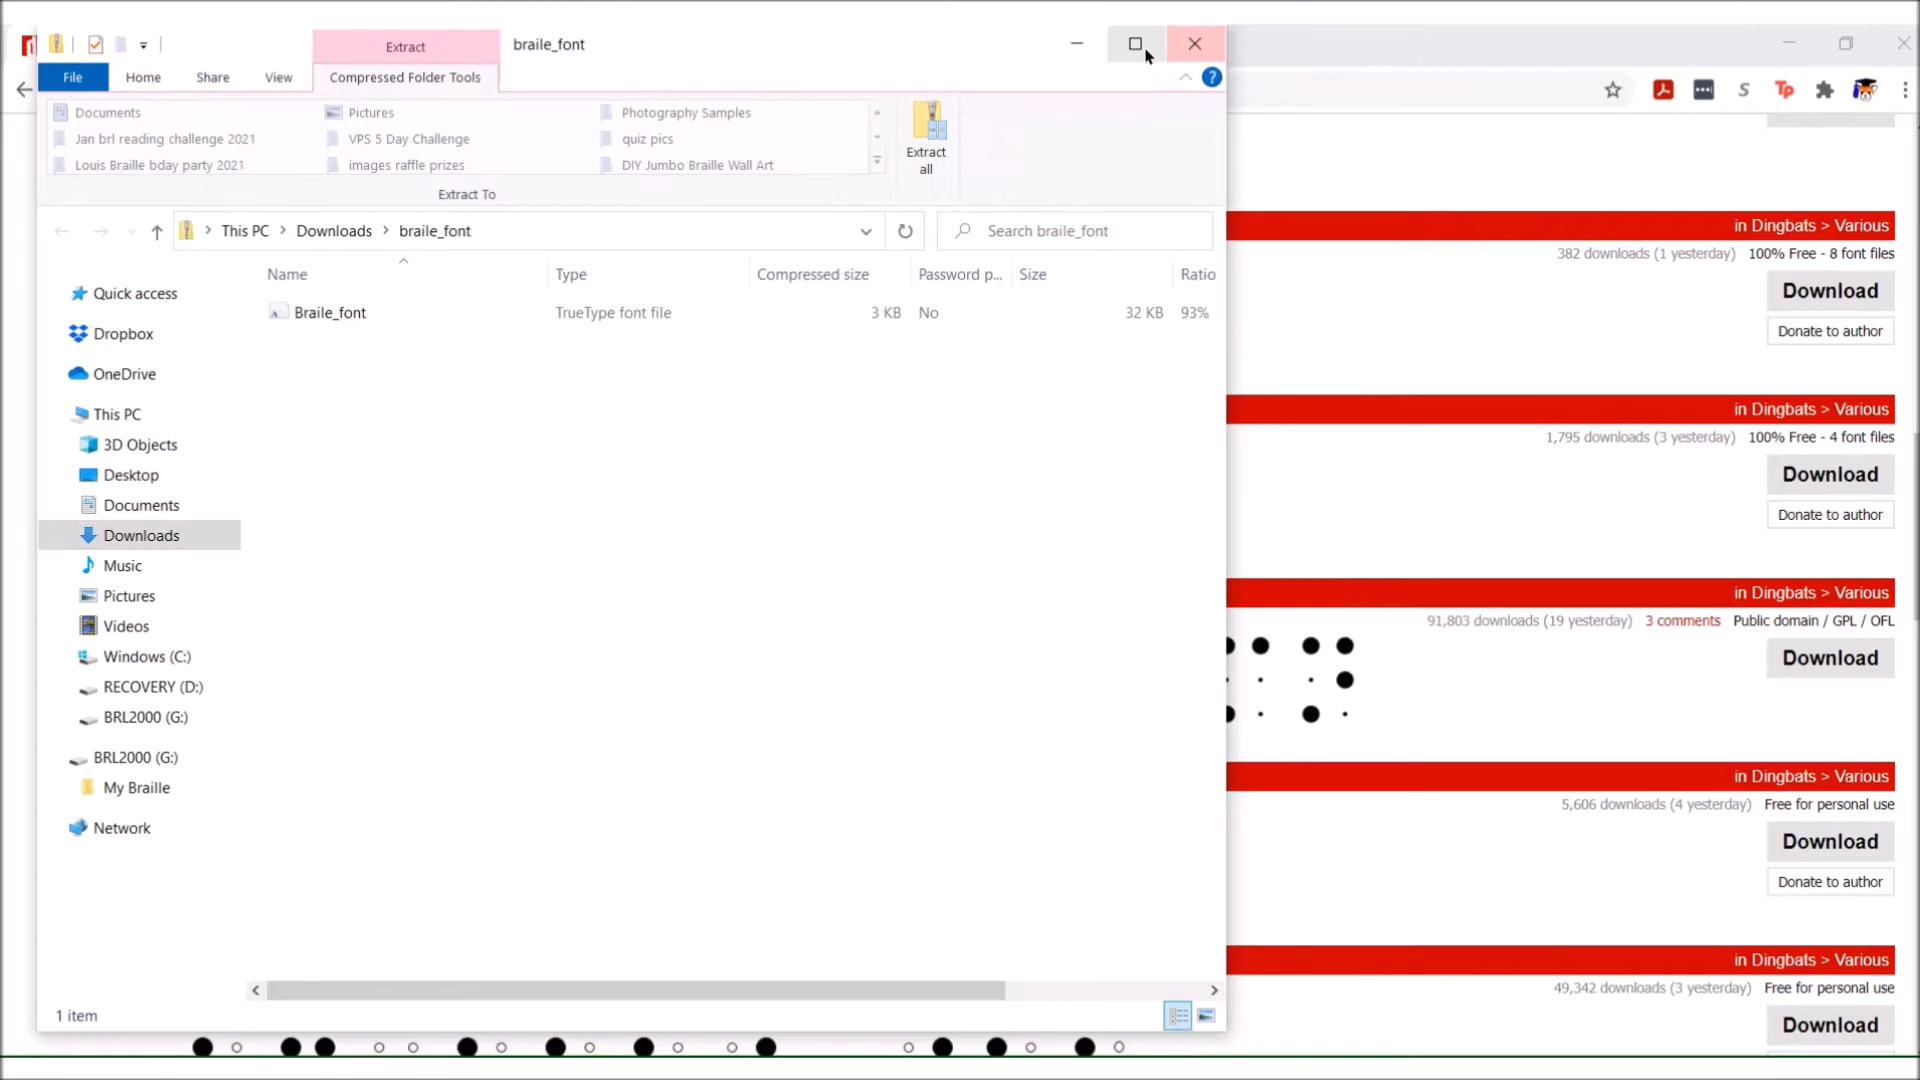 Extract
braile_font
File
Home
Share
View
Compressed Folder Tools
?
Documents
Pictures
Photography Samples
Jan brl reading challenge 2021
VPS 5 Day Challenge
quiz pics
Louis Braille bday party 2021
images raffle prizes
DIY Jumbo Braille Wall Art
Extract To
Extract
all
This PC > Downloads > braile_font
Search braile_font
Name
Type
Compressed size
Password p...
Size
Ratio
Braile_font
TrueType font file
3 KB
No
32 KB
93%
Quick access
Dropbox
OneDrive
This PC
3D Objects
Desktop
Documents
Downloads
Music
Pictures
Videos
Windows (C:)
RECOVERY (D:)
BRL2000 (G:)
BRL2000 (G:)
My Braille
Network
1 item
S
Tp
in Dingbats > Various
382 downloads (1 yesterday) 100% Free - 8 font files
Download
Donate to author
in Dingbats > Various
1,795 downloads (3 yesterday) 100% Free - 4 font files
Download
Donate to author
in Dingbats > Various
91,803 downloads (19 yesterday) 3 comments Public domain / GPL / OFL
Download
in Dingbats > Various
5,606 downloads (4 yesterday) Free for personal use
Download
Donate to author
in Dingbats > Various
49,342 downloads (3 yesterday) Free for personal use
Download